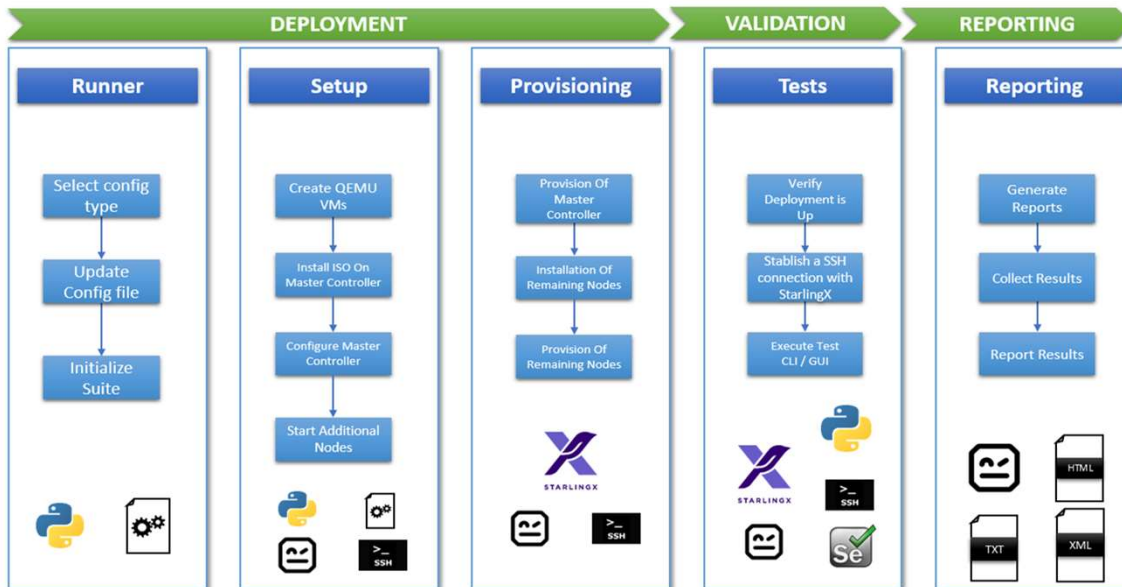 DEPLOYMENT
VALIDATION
REPORTING
Runner
Select config
type
Update
Config file
Initialize
Suite
Setup
Create QEMU
VMs
Install ISO On
Master Controller
Configure Master
Controller
Start Additional
Nodes
>_
SSH
Provisioning
Provision Of
Master
Controller
Installation Of
Remaining Nodes
Provision Of
Remaining Nodes
STARLINGX
>_
SSH
Tests
Verify
Deployment is
Up
Stablish a SSH
connection with
StarlingX
Execute Test
CLI / GUI
STARLINGX
>_
SSH
Se
Reporting
Generate
Reports
Collect Results
Report Results
HTML
TXT
XML